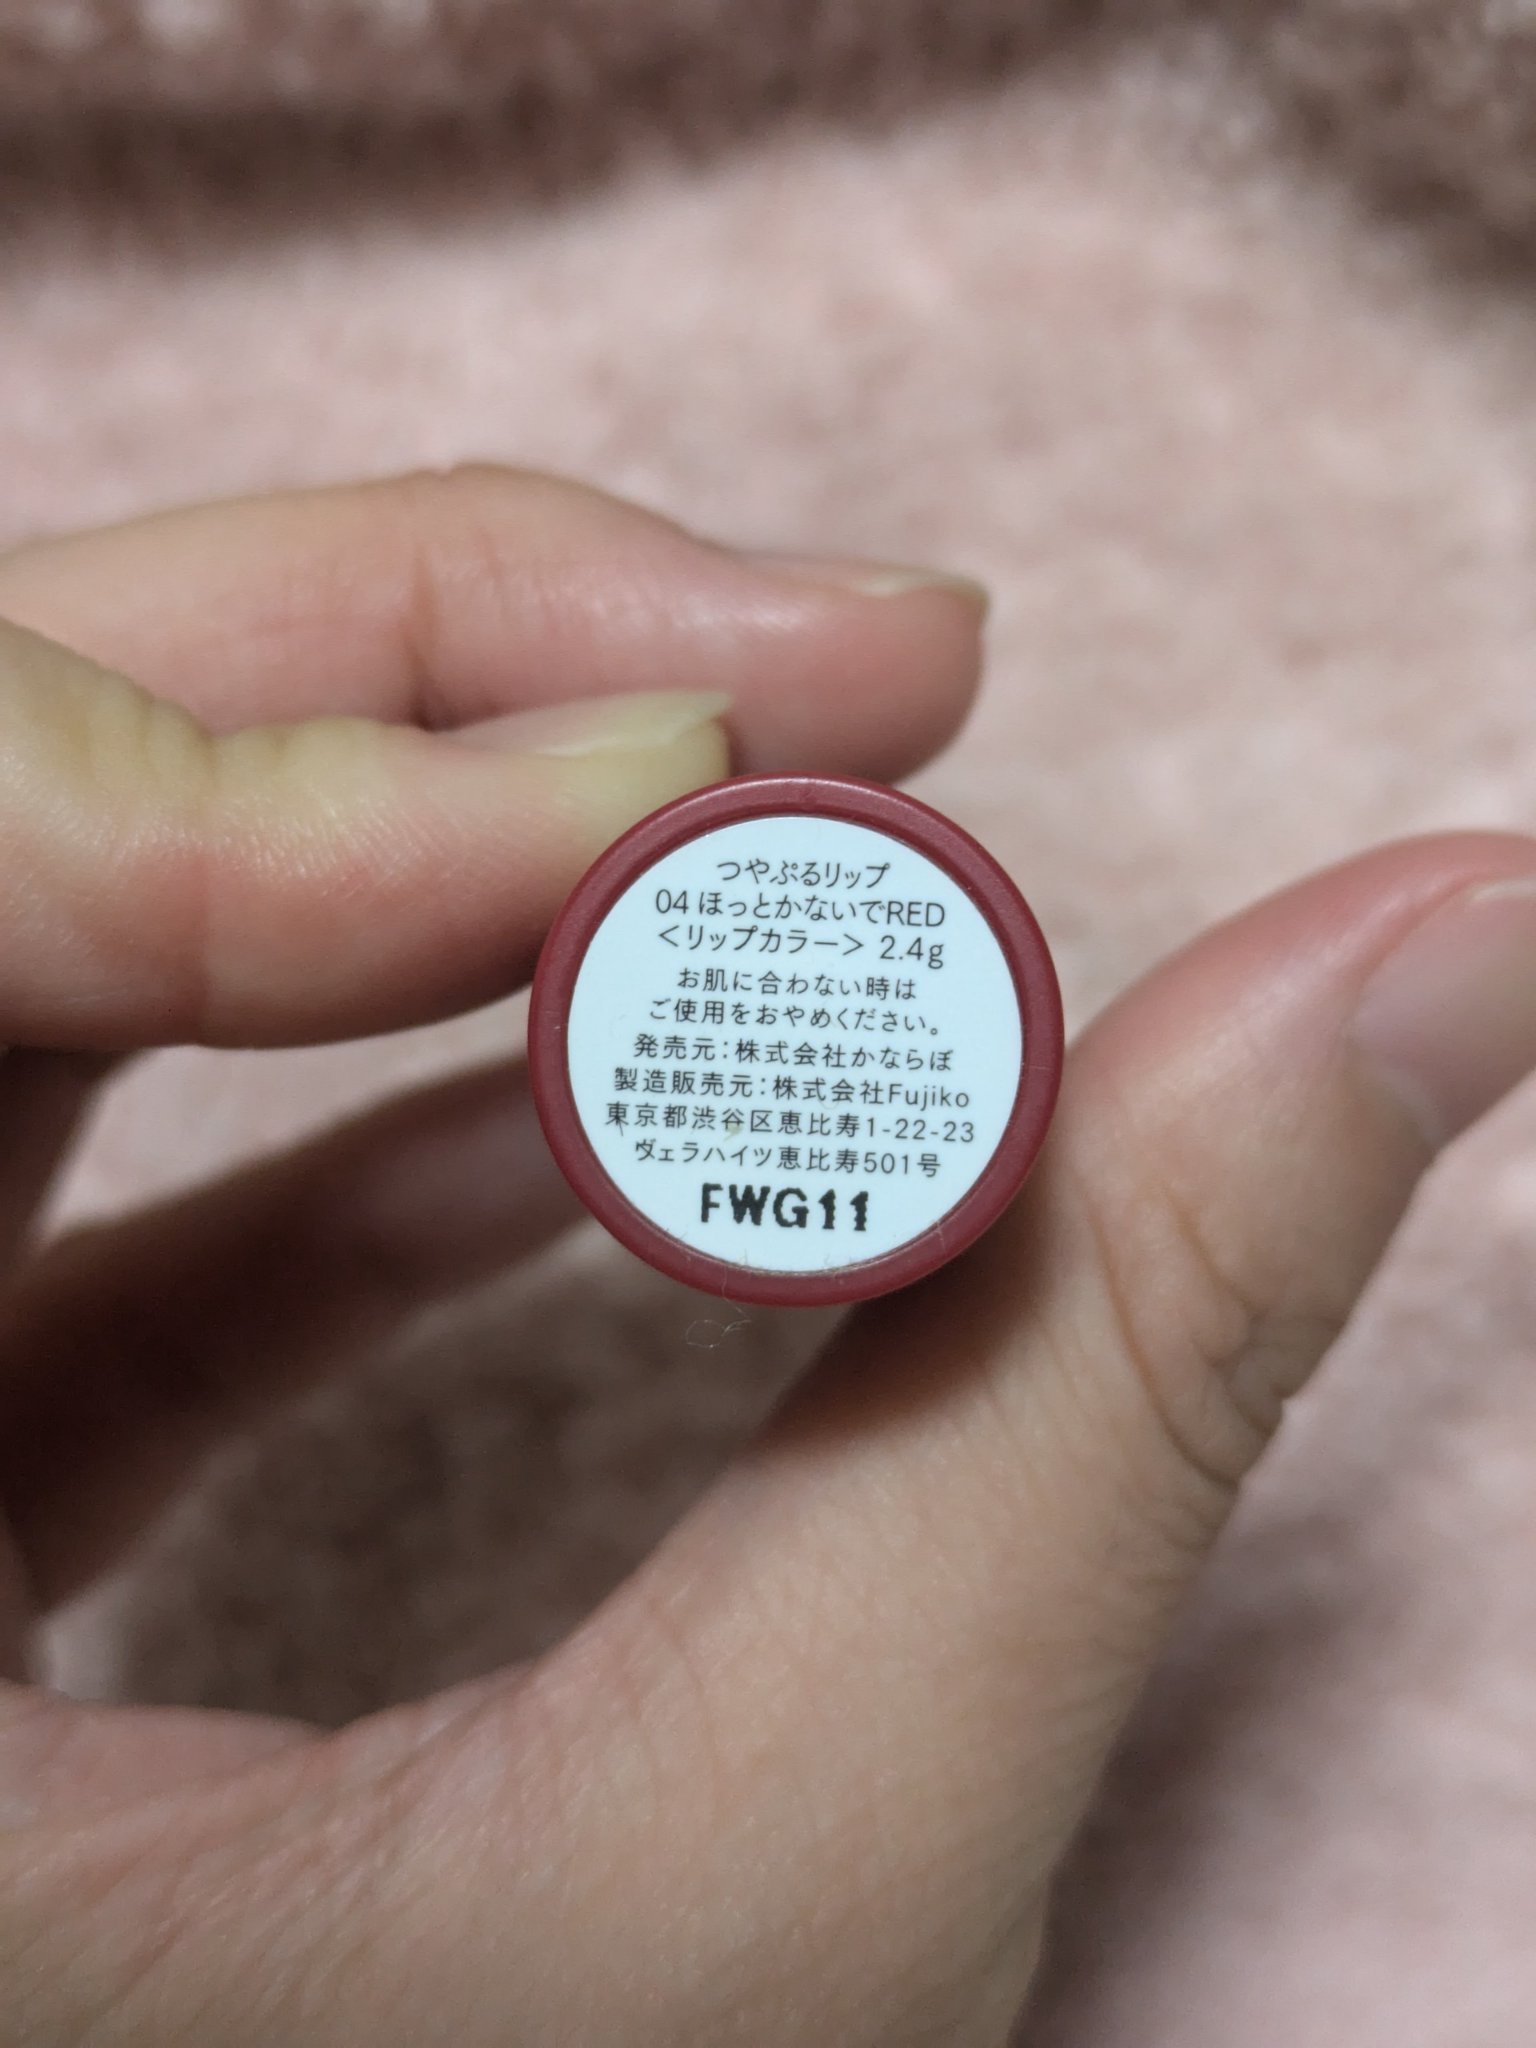 つやぷるリップ
04 ほっとかないでRED
＜リップカラー＞ 2.4g
お肌に合わない時は
ご使用をおやめください。
発売元：株式会社かならぼ
製造販売元：株式会社Fujiko
東京都渋谷区恵比寿1-22-23
ヴェラハイツ恵比寿501号
FWG11